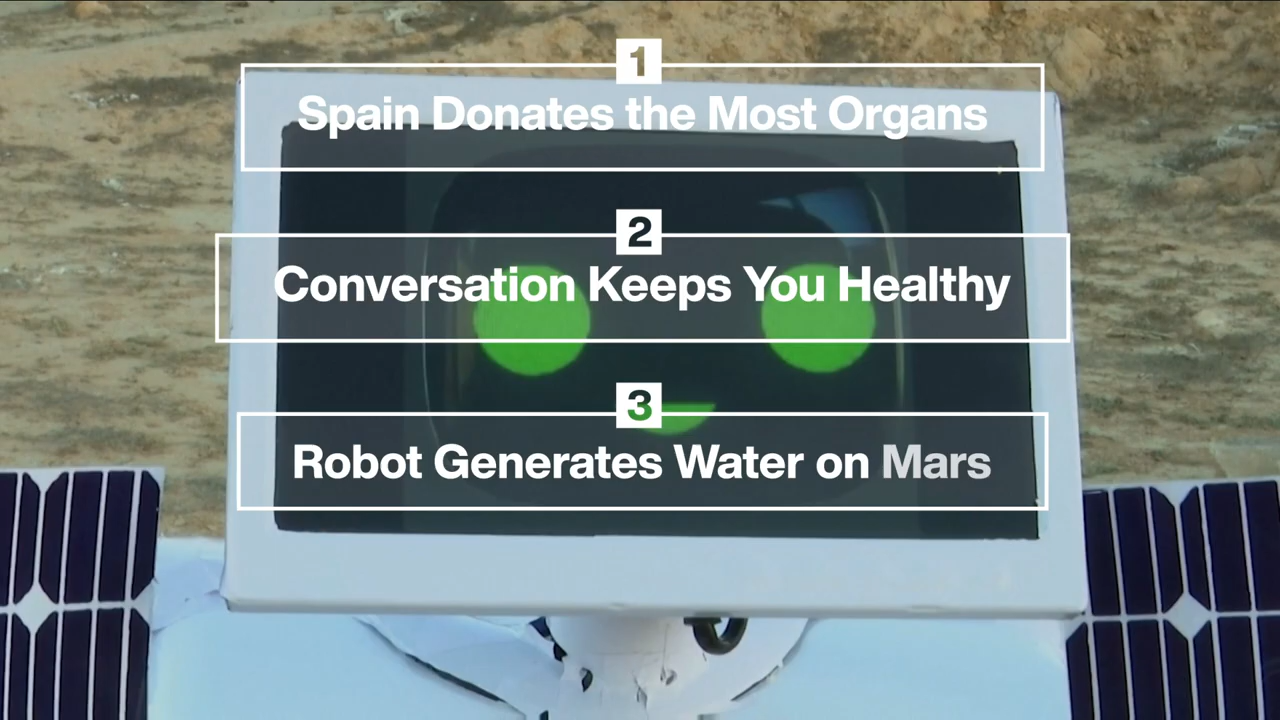 1
Spain Donates the Most Organs
2
Conversation Keeps You Healthy
3
Robot Generates Water on Mars